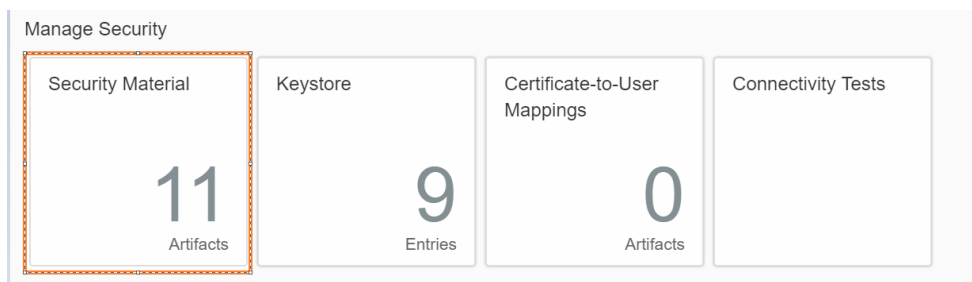 Manage Security
Security Material
11
Artifacts
Keystore
9
Entries
Certificate-to-User
Mappings
0
Artifacts
Connectivity Tests